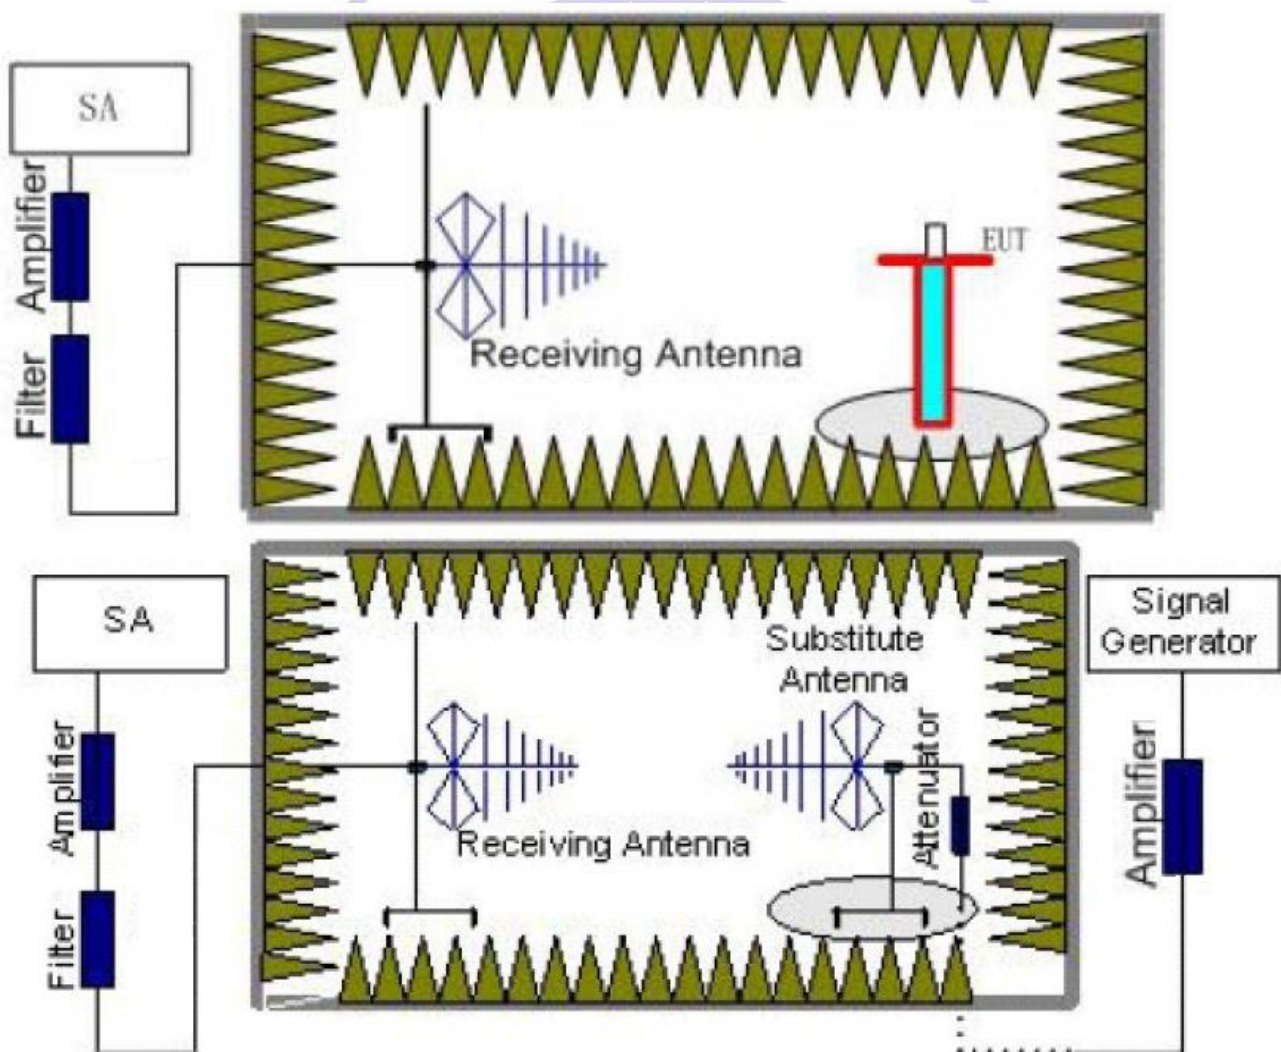 SA
Amplifier
Filter
EUT
Receiving Antenna
SA
Amplifier
Filter
Substitute
Antenna
Attenuator
Receiving Antenna
Signal
Generator
Amplifier